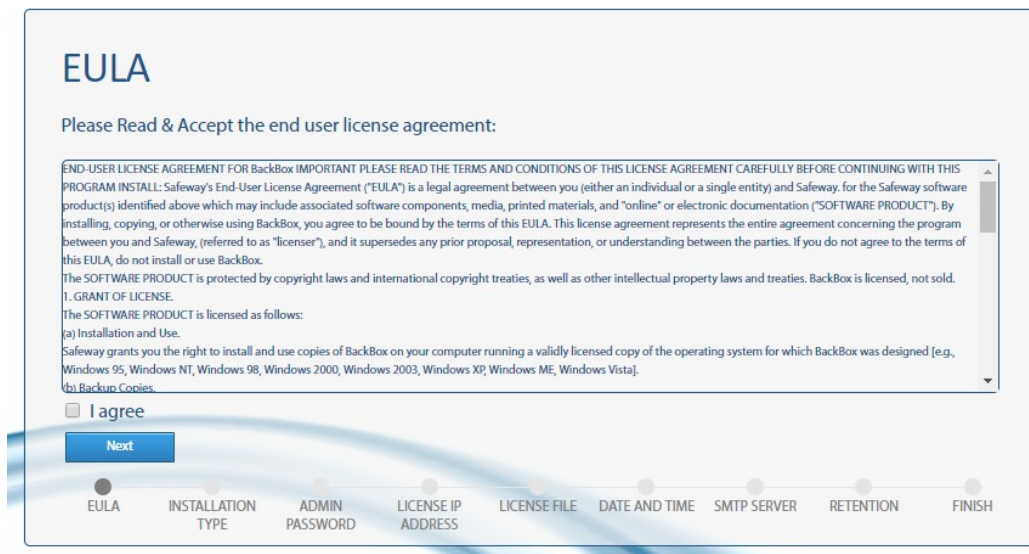 EULA
Please Read & Accept the end user license agreement:
END-USER LICENSE AGREEMENT FOR BackBox IMPORTANT PLEASE READ THE TERMS AND CONDITIONS OF THIS LICENSE AGREEMENT CAREFULLY BEFORE CONTINUING WITH THIS
PROGRAM INSTALL: Safeway's End-User License Agreement ("EULA") is a legal agreement between you (either an individual or a single entity) and Safeway. for the Safeway software
product(s) identified above which may include associated software components, media, printed materials, and "online" or electronic documentation ("SOFTWARE PRODUCT"). By
installing, copying, or otherwise using BackBox, you agree to be bound by the terms of this EULA. This license agreement represents the entire agreement concerning the program
between you and Safeway, (referred to as "licenser"), and it supersedes any prior proposal, representation, or understanding between the parties. If you do not agree to the terms of
this EULA, do not install or use BackBox.
The SOFTWARE PRODUCT is protected by copyright laws and international copyright treaties, as well as other intellectual property laws and treaties. BackBox is licensed, not sold.
1. GRANT OF LICENSE.
The SOFTWARE PRODUCT is licensed as follows:
(a) Installation and Use.
Safeway grants you the right to install and use copies of BackBox on your computer running a validly licensed copy of the operating system for which BackBox was designed [e.g.,
Windows 95, Windows NT, Windows 98, Windows 2000, Windows 2003, Windows XP, Windows ME, Windows Vista].
(b) Backup Copies.
I agree
Next
EULA
INSTALLATION
TYPE
ADMIN
PASSWORD
LICENSE IP
ADDRESS
LICENSE FILE
DATE AND TIME
SMTP SERVER
RETENTION
FINISH